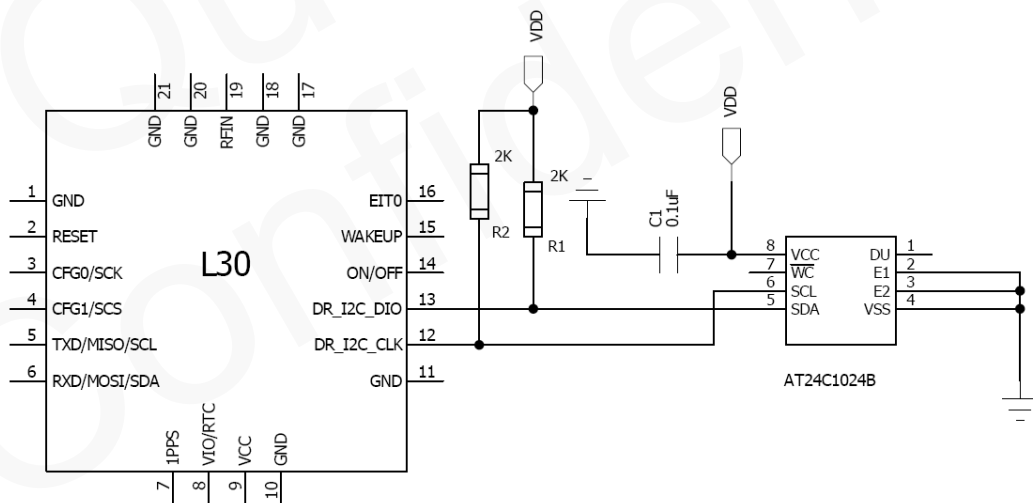 VDD
VDD
21
20
19
18
17
GND
GND
RFIN
GND
GND
2K
2K
R2
R1
C1
0.1uF
1
GND
2
RESET
3
CFG0/SCK
4
CFG1/SCS
5
TXD/MISO/SCL
6
RXD/MOSI/SDA
L30
EIT0
16
WAKEUP
15
ON/OFF
14
DR_I2C_DIO
13
DR_I2C_CLK
12
GND
11
1PPS
VIO/RTC
VCC
GND
7
8
9
10
8
VCC
7
WC
6
SCL
5
SDA
DU
1
E1
2
E2
3
VSS
4
AT24C1024B
Confiden